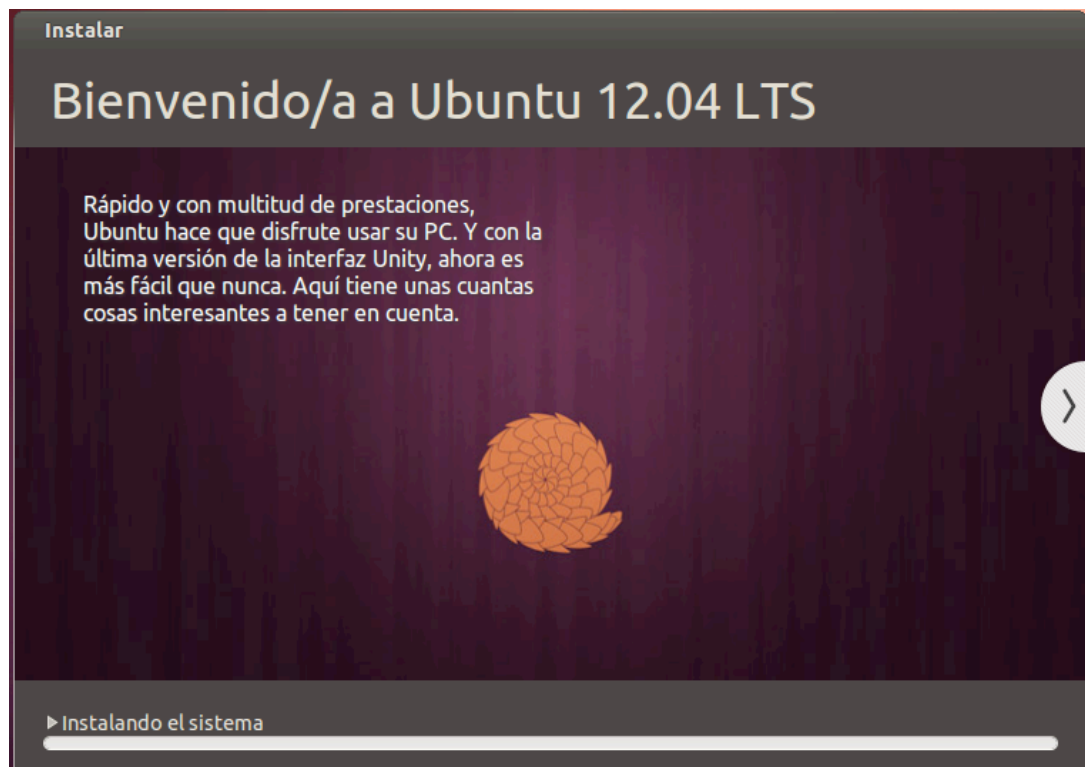 Instalar
Bienvenido/a a Ubuntu 12.04 LTS
Rápido y con multitud de prestaciones,
Ubuntu hace que disfrute usar su PC. Y con la
última versión de la interfaz Unity, ahora es
más fácil que nunca. Aquí tiene unas cuantas
cosas interesantes a tener en cuenta.
Instalando el sistema